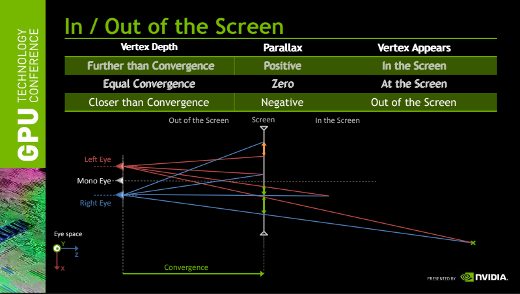 In / Out of the Screen
Vertex Depth Parallax Vertex Appears
Further than Convergence Positive In the Screen
Equal Convergence Zero At the Screen
Closer than Convergence Negative Out of the Screen
Out of the Screen Screen In the Screen
Left Eye
Mono Eye
Right Eye
Eye space
Y
Z
X
Convergence
GPU TECHNOLOGY
CONFERENCE
PRESENTED BY NVIDIA.